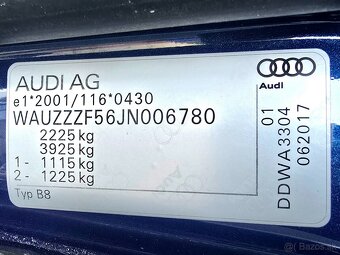 AUDI AG
e1*2001/116*0430
WAUZZZF56JN006780
2225 kg
3925 kg
1- 1115 kg
2- 1225 kg
Typ B8
DDWA3304 01
062017